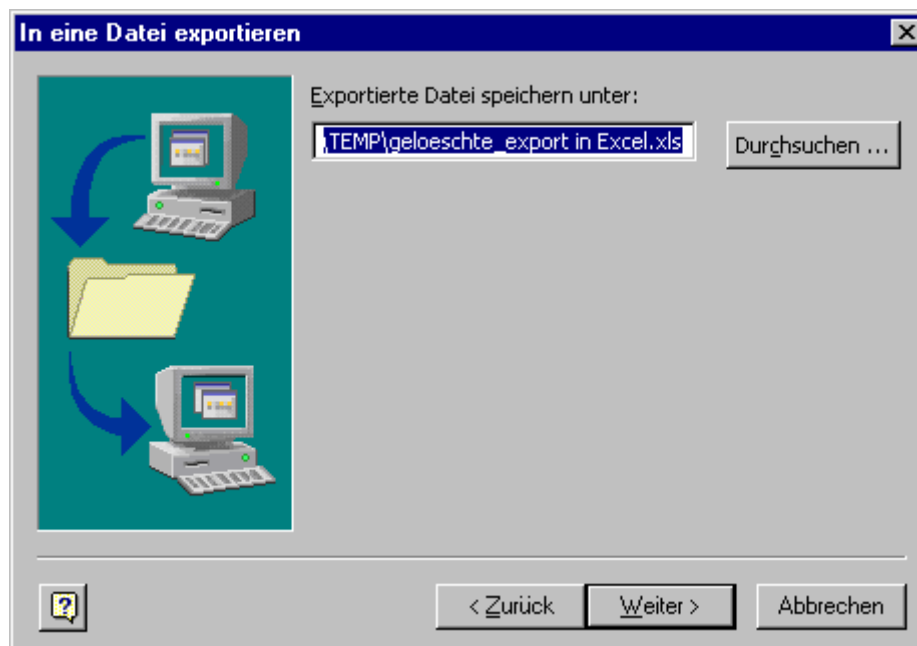 In eine Datei exportieren
Exportierte Datei speichern unter:
\TEMP\geloeschte_export in Excel.xls
Durchsuchen ...
< Zurück
Weiter >
Abbrechen